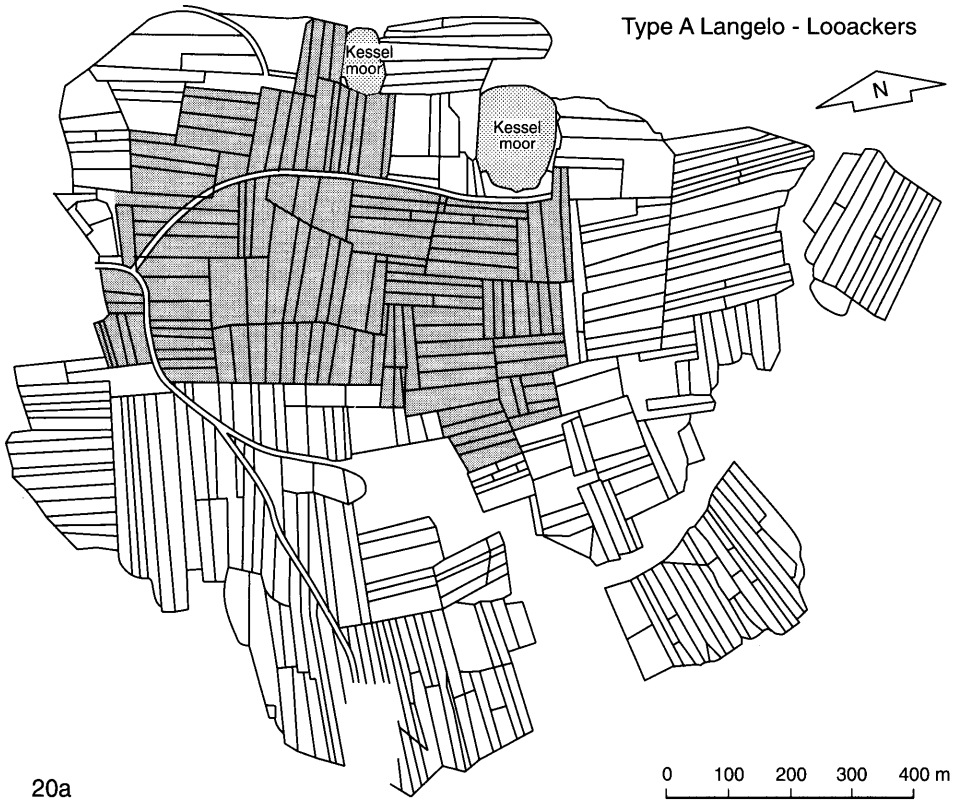 Type A Langelo - Looackers
Kessel
moor
N
Kessel
moor
20a
0 100 200 300 400 m